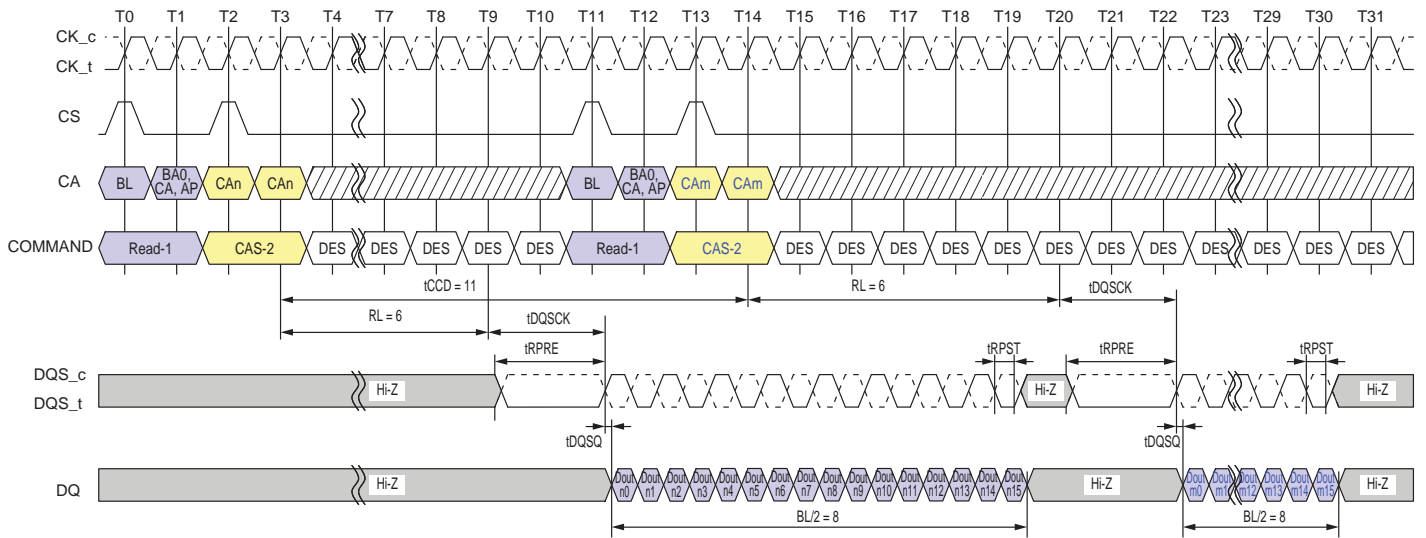 T0 T1 T2 T3 T4 T7 T8 T9 T10 T11 T12 T13 T14 T15 T16 T17 T18 T19 T20 T21 T22 T23 T29 T30 T31
CK_c
CK_t
CS
CA BL BA0, CA, AP CAn CAn BL BA0, CA, AP CAm CAm
COMMAND Read-1 CAS-2 DES DES DES DES DES Read-1 CAS-2 DES DES DES DES DES DES DES DES DES DES DES DES
tCCD = 11 RL = 6 tDQSCK
RL = 6 tDQSCK
tRPRE tRPST tRPRE tRPST
DQS_c
DQS_t
Hi-Z Hi-Z Hi-Z
tDQSQ tDQSQ
DQ Hi-Z Dout n0 Dout n1 Dout n2 Dout n3 Dout n4 Dout n5 Dout n6 Dout n7 Dout n8 Dout n9 Dout n10 Dout n11 Dout n12 Dout n13 Dout n14 Dout n15 Hi-Z Dout m0 Dout m1 Dout m12 Dout m13 Dout m14 Dout m15 Hi-Z
BL/2 = 8 BL/2 = 8